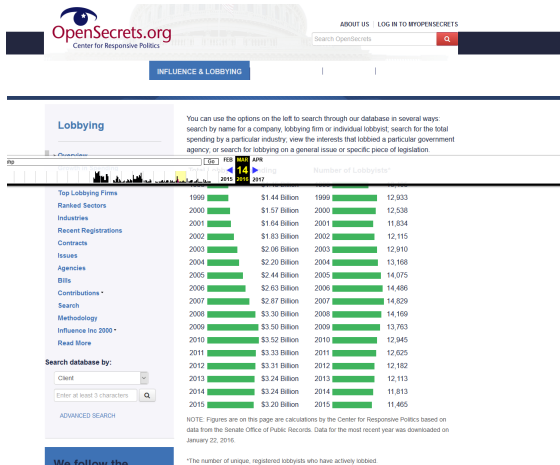 OpenSecrets.org
Center for Responsive Politics
ABOUT US | LOG IN TO MYOPENSECRETS
Search OpenSecrets
INFLUENCE & LOBBYING
Lobbying
You can use the options on the left to search through our database in several ways:
search by name for a company, lobbying firm or individual lobbyist; search for the total
spending by a particular industry; view the interests that lobbied a particular government
agency; or search for lobbying on a general issue or specific piece of legislation.
Overview
Go FEB MAR APR
14
2015 2016 2017
Number of Lobbyists*
Top Lobbying Firms
Ranked Sectors
Industries
Recent Registrations
Contracts
Issues
Agencies
Bills
Contributions
Search
Methodology
Influence Inc 2000
Read More
Search database by:
Client
Enter at least 3 characters
ADVANCED SEARCH
We follow the
1999 $1.44 Billion 1999 12,933
2000 $1.57 Billion 2000 12,538
2001 $1.64 Billion 2001 11,834
2002 $1.83 Billion 2002 12,115
2003 $2.06 Billion 2003 12,910
2004 $2.20 Billion 2004 13,168
2005 $2.44 Billion 2005 14,075
2006 $2.63 Billion 2006 14,486
2007 $2.87 Billion 2007 14,829
2008 $3.30 Billion 2008 14,169
2009 $3.50 Billion 2009 13,763
2010 $3.52 Billion 2010 12,945
2011 $3.33 Billion 2011 12,625
2012 $3.31 Billion 2012 12,182
2013 $3.24 Billion 2013 12,113
2014 $3.24 Billion 2014 11,813
2015 $3.20 Billion 2015 11,465
NOTE: Figures are on this page are calculations by the Center for Responsive Politics based on
data from the Senate Office of Public Records. Data for the most recent year was downloaded on
January 22, 2016.
*The number of unique, registered lobbyists who have actively lobbied.